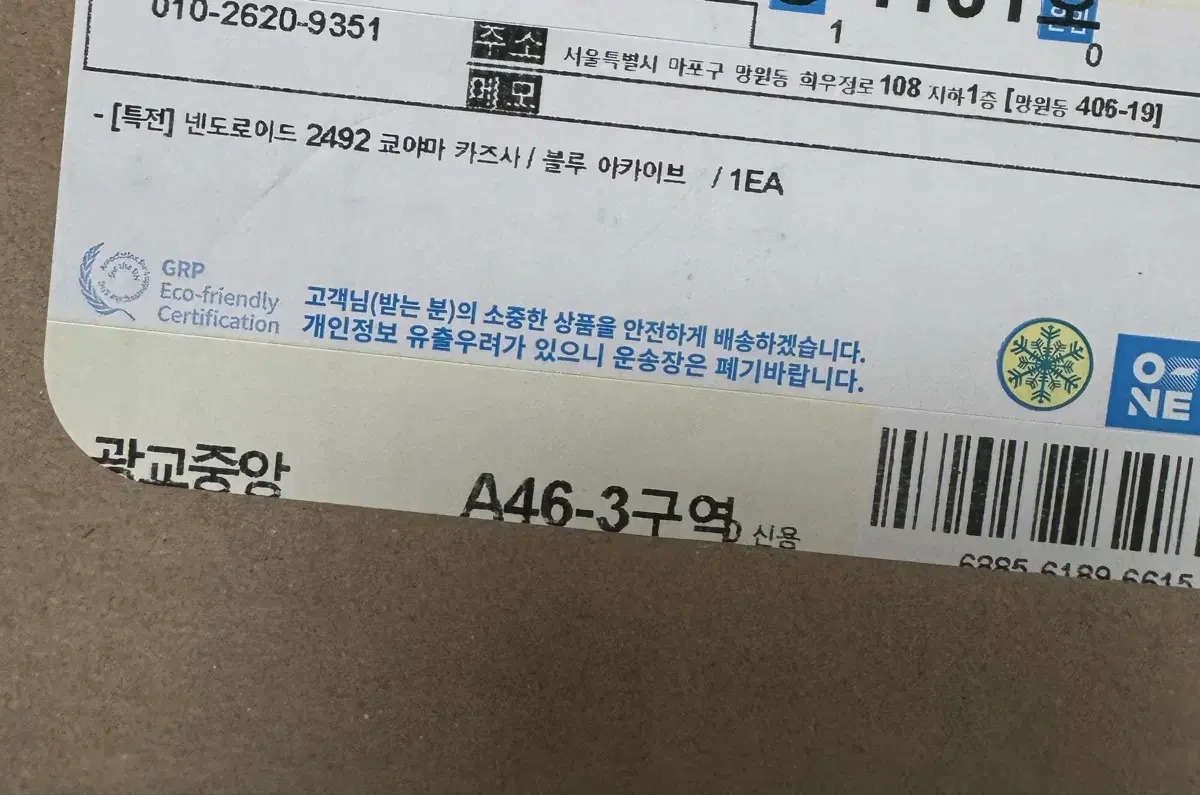 010-2620-9351
1
0
주소 서울특별시 마포구 망원동 희우정로 108 지하1층 [망원동 406-19]
메모
- [특전] 넨도로이드 2492 쿄야마 카즈사 / 블루 아카이브 / 1EA
GRP
Eco-friendly
Certification
고객님(받는 분)의 소중한 상품을 안전하게 배송하겠습니다.
개인정보 유출우려가 있으니 운송장은 폐기바랍니다.
O-NE
광교중앙
A46-3구역
신용
6885 6189 6615